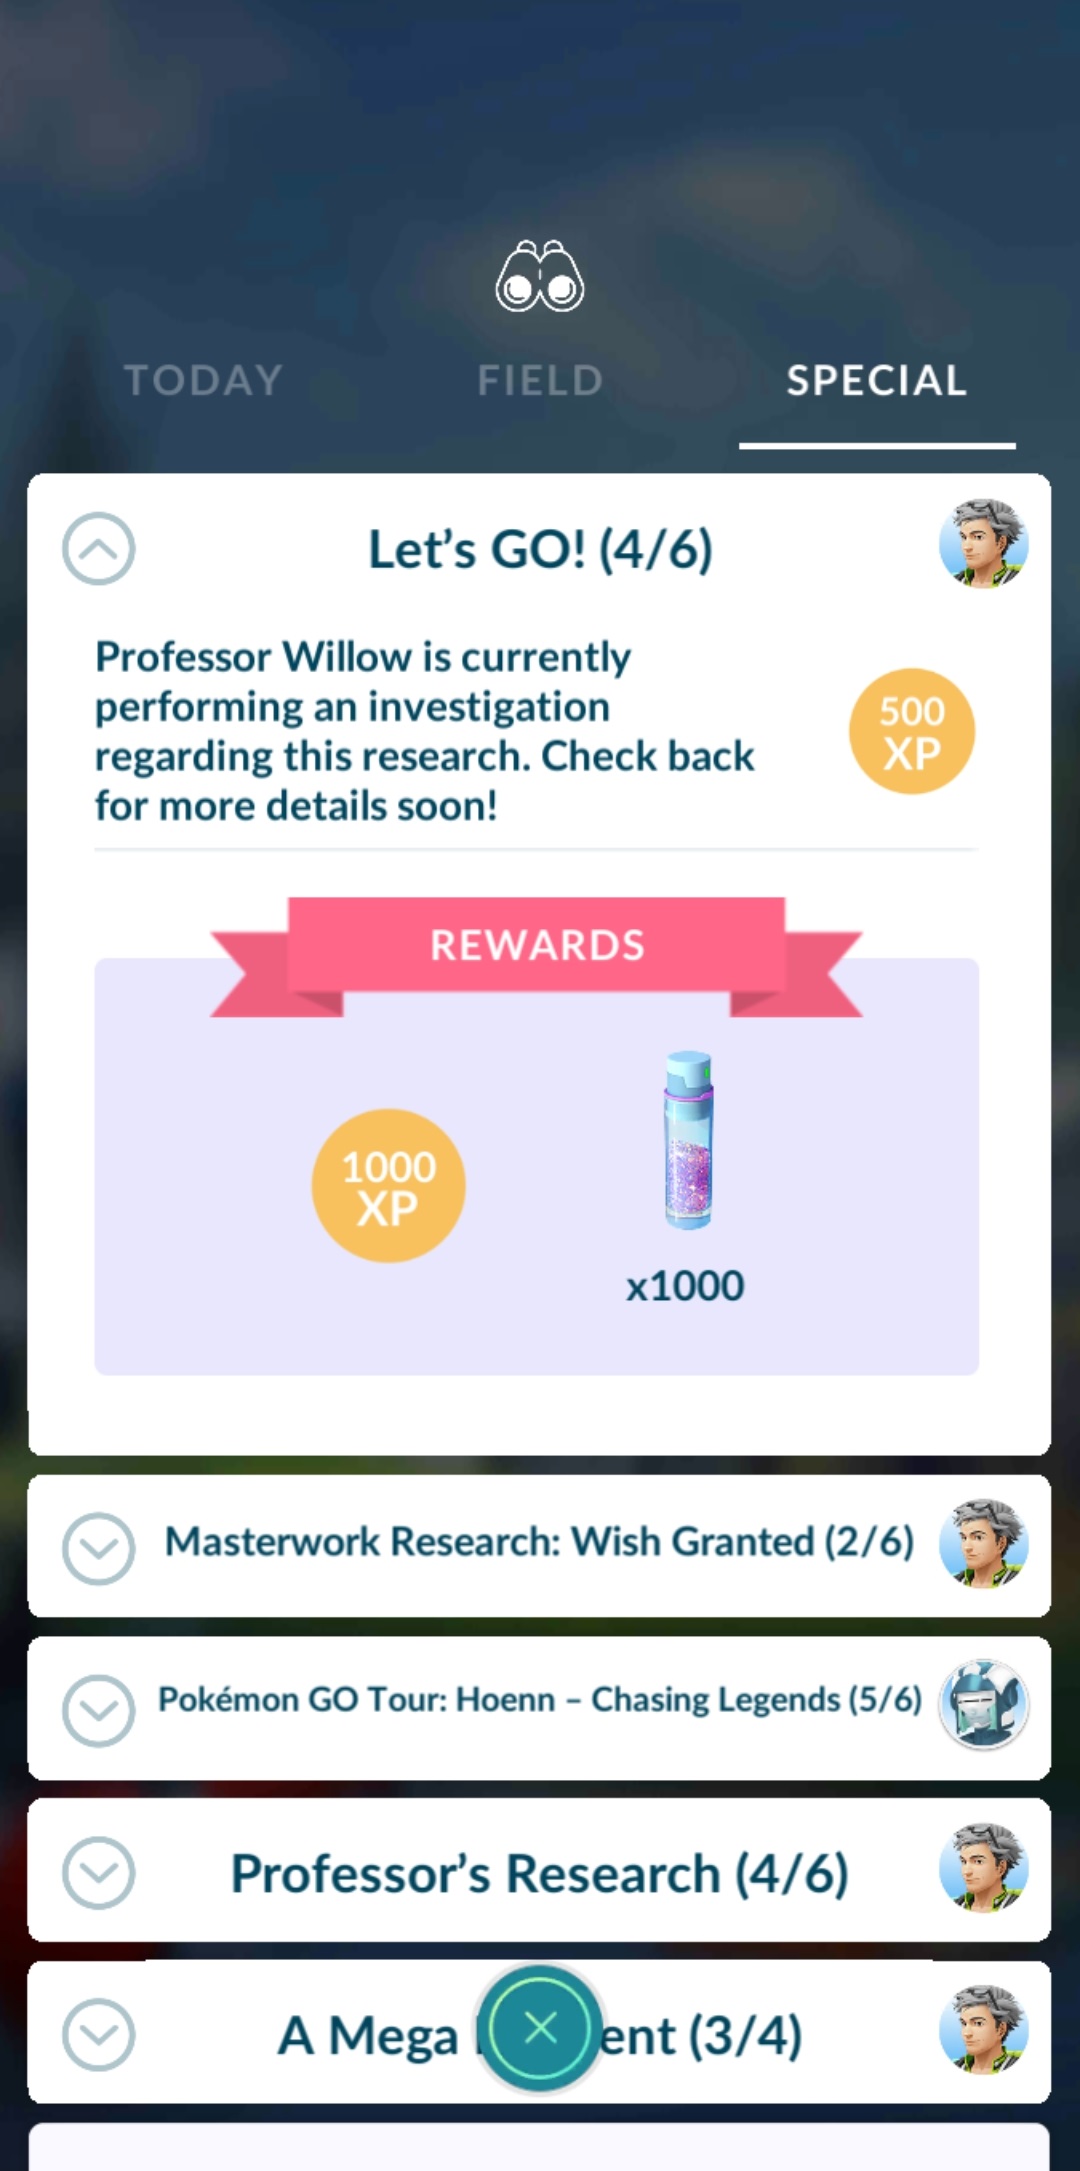 TODAY FIELD SPECIAL
Let's GO! (4/6)
Professor Willow is currently
performing an investigation
regarding this research. Check back
for more details soon!
500
XP
REWARDS
1000
XP
x1000
Masterwork Research: Wish Granted (2/6)
Pokémon GO Tour: Hoenn – Chasing Legends (5/6)
Professor's Research (4/6)
A Mega ent (3/4)